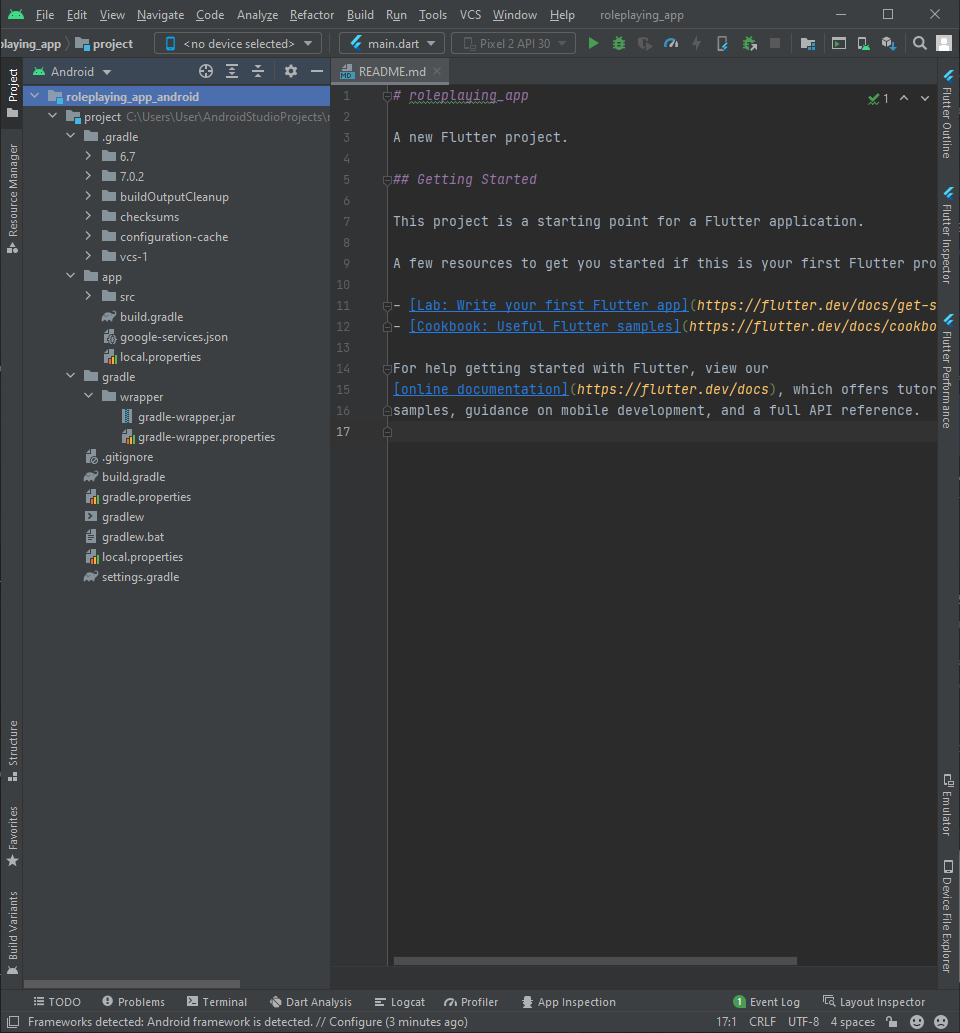 File Edit View Navigate Code Analyze Refactor Build Run Tools VCS Window Help roleplaying_app
playing_app project <no device selected> main.dart Pixel 2 API 30
Android
README.md
Project
Resource Manager
Structure
Favorites
Build Variants
roleplaying_app_android
project C:\Users\User\AndroidStudioProjects\
.gradle
6.7
7.0.2
buildOutputCleanup
checksums
configuration-cache
vcs-1
app
src
build.gradle
google-services.json
local.properties
gradle
wrapper
gradle-wrapper.jar
gradle-wrapper.properties
.gitignore
build.gradle
gradle.properties
gradlew
gradlew.bat
local.properties
settings.gradle
1 # roleplaying_app
2
3 A new Flutter project.
4
5 ## Getting Started
6
7 This project is a starting point for a Flutter application.
8
9 A few resources to get you started if this is your first Flutter pro
10
11 - [Lab: Write your first Flutter app](https://flutter.dev/docs/get-s
12 - [Cookbook: Useful Flutter samples](https://flutter.dev/docs/cookbo
13
14 For help getting started with Flutter, view our
15 [online documentation](https://flutter.dev/docs), which offers tutor
16 samples, guidance on mobile development, and a full API reference.
17
1
Flutter Outline
Flutter Inspector
Flutter Performance
Emulator
Device File Explorer
TODO Problems Terminal Dart Analysis Logcat Profiler App Inspection 1 Event Log Layout Inspector
Frameworks detected: Android framework is detected. // Configure (3 minutes ago) 17:1 CRLF UTF-8 4 spaces